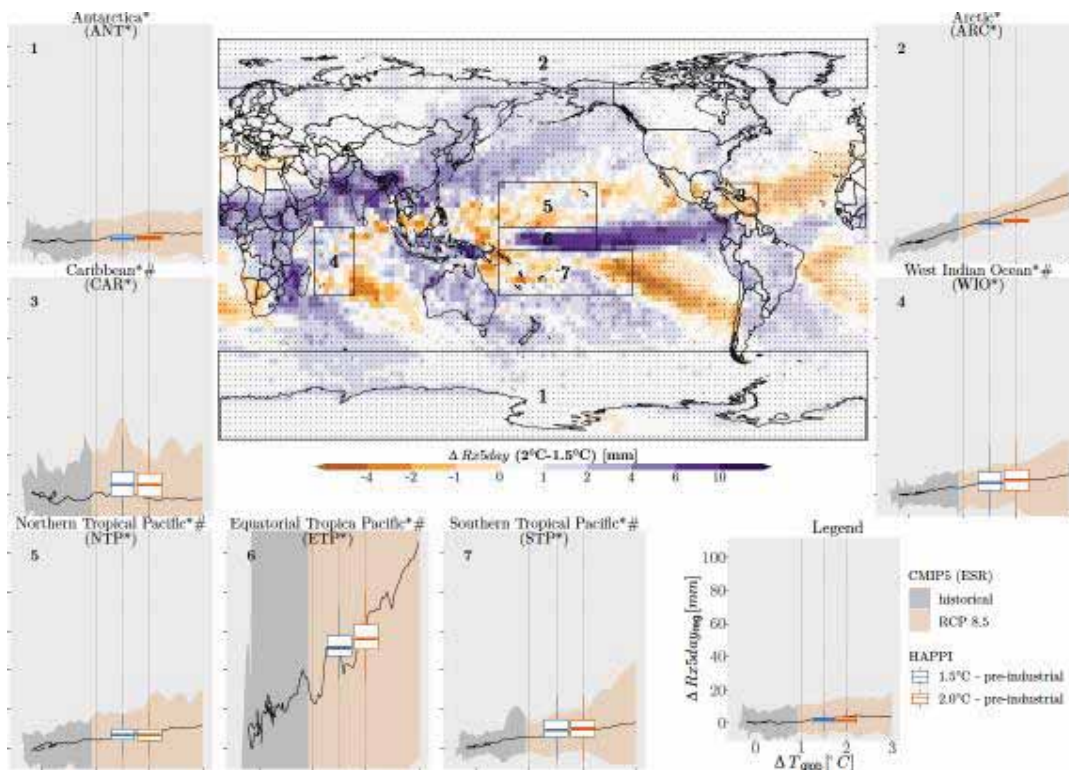 Antarctica*
(ANT*)
1
Arctic*
(ARC*)
2
2
5
6
7
4
3
1
Δ Rx5day (2°C-1.5°C) [mm]
-4 -2 -1 0 1 2 6 10
Caribbean*#
(CAR*)
3
West Indian Ocean*#
(WIO*)
4
Northern Tropical Pacific*#
(NTP*)
5
Equatorial Tropica Pacific*#
(ETP*)
6
Southern Tropical Pacific*#
(STP*)
7
Legend
Δ Rx5dayreg [mm]
100
80
60
40
20
0
0 1 2 3
Δ Tglob [°C]
CMIP5 (ESR)
historical
RCP 8.5
HAPPI
1.5°C - pre-industrial
2.0°C - pre-industrial